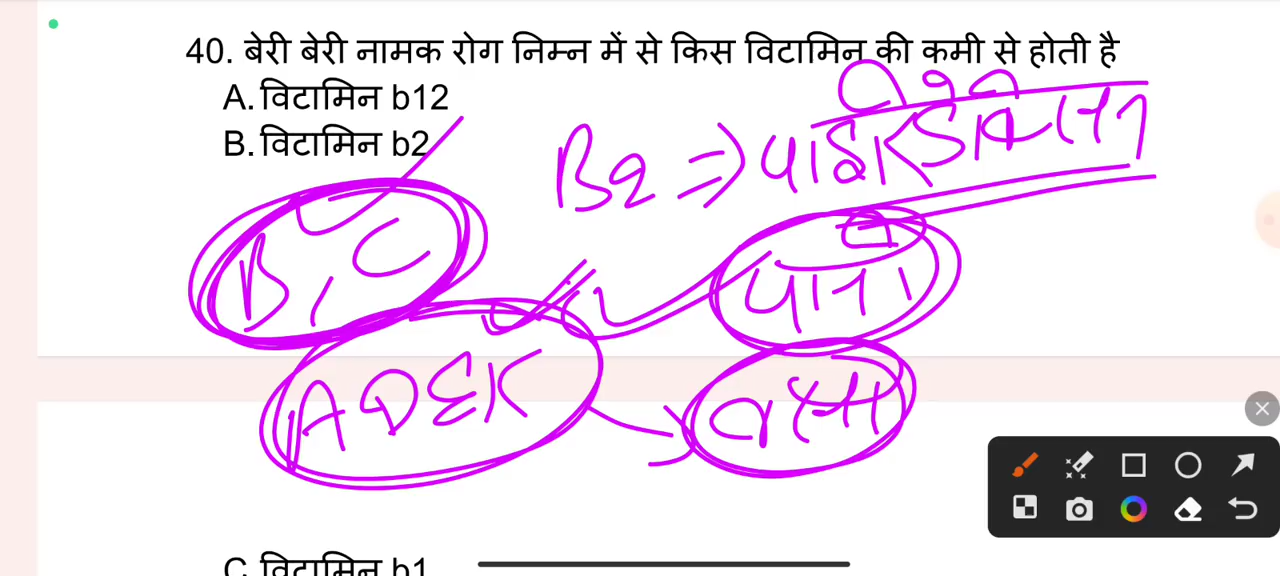 40. बेरी बेरी नामक रोग निम्न में से किस विटामिन की कमी से होती है
A. विटामिन b12
B. विटामिन b2
B2 ⇒ पाइरिडोक्सिन
B, C
पानी
ADEK
वसा
C. विटामिन b1